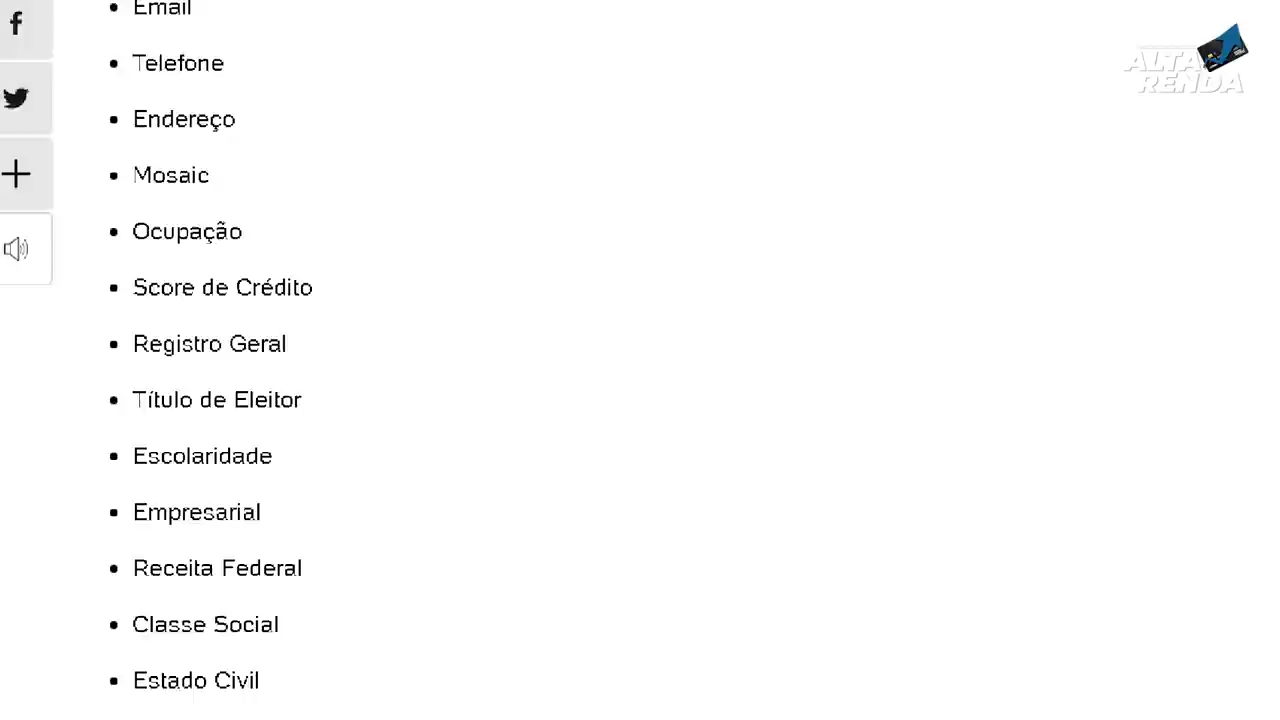 Email
Telefone
Endereço
Mosaic
Ocupação
Score de Crédito
Registro Geral
Título de Eleitor
Escolaridade
Empresarial
Receita Federal
Classe Social
Estado Civil
ALTA
RENDA